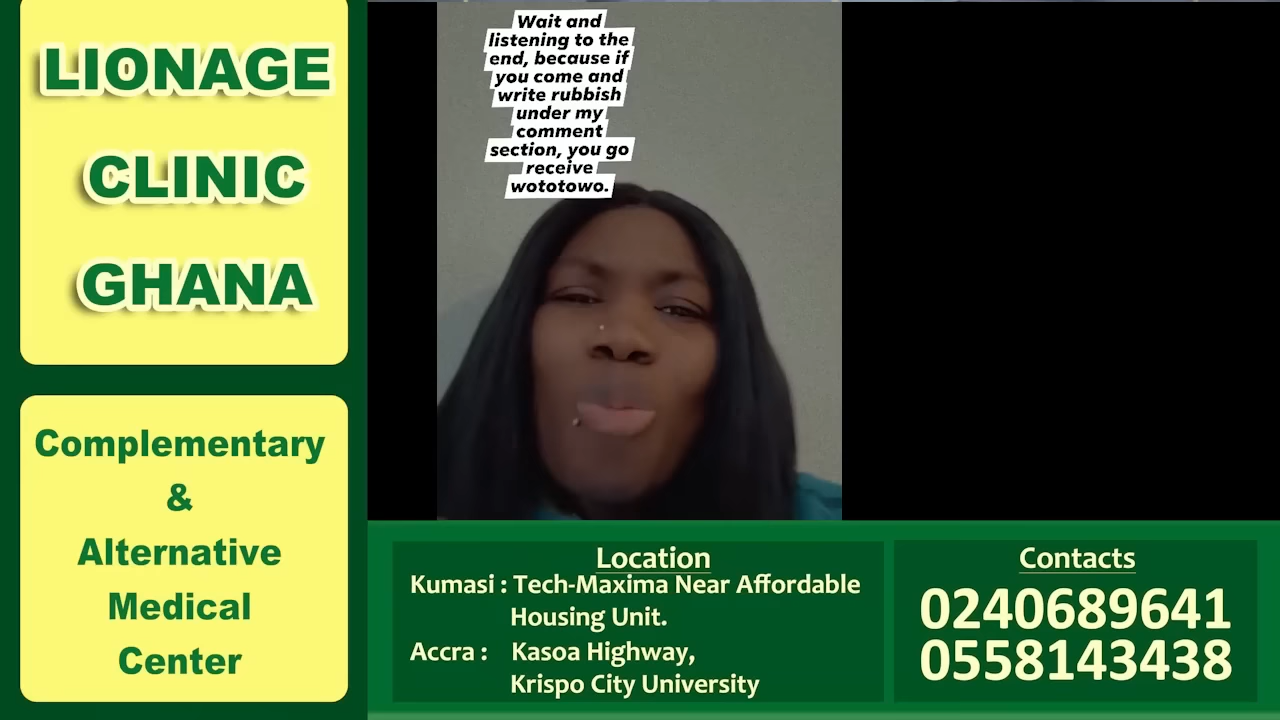 LIONAGE
CLINIC
GHANA
Complementary
&
Alternative
Medical
Center
Wait and
listening to the
end, because if
you come and
write rubbish
under my
comment
section, you go
receive
wototowo.
Location
Kumasi : Tech-Maxima Near Affordable
Housing Unit.
Accra : Kasoa Highway,
Krispo City University
Contacts
0240689641
0558143438